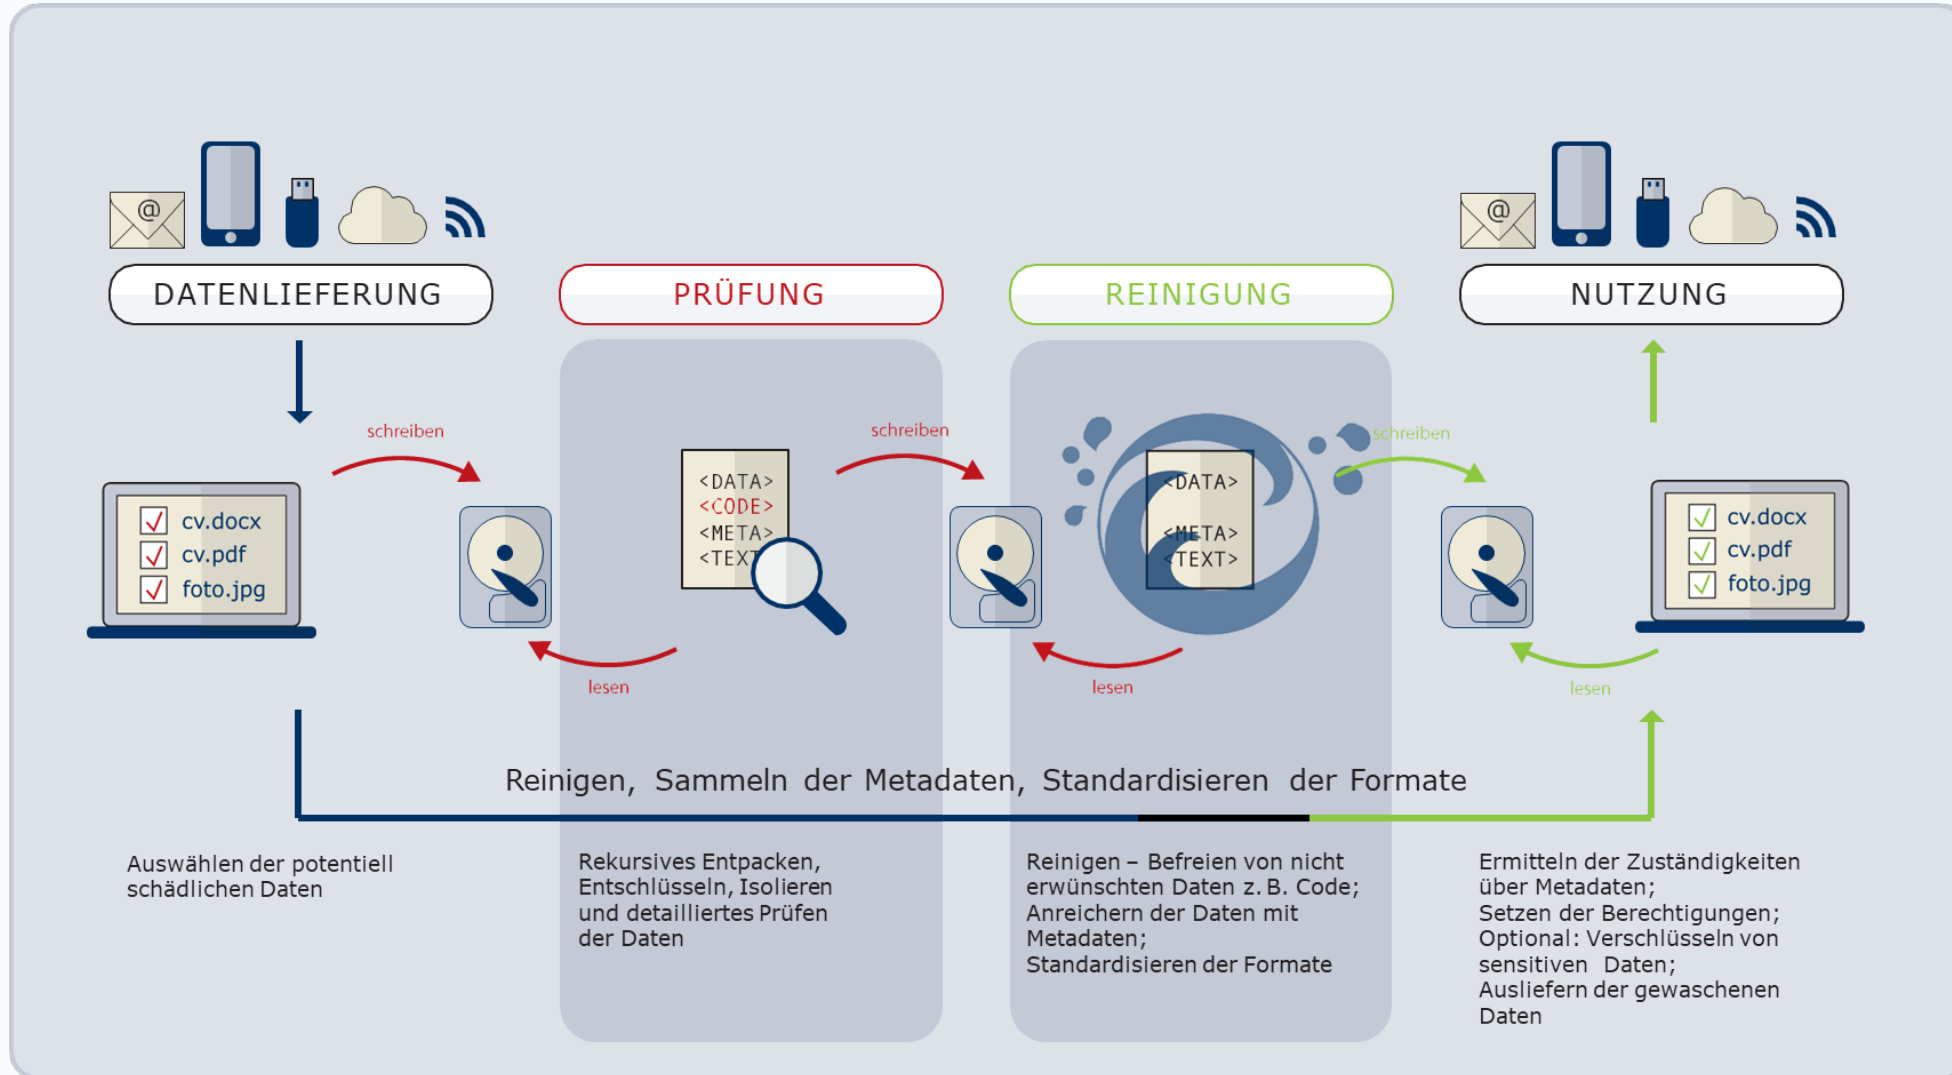 @
@
DATENLIEFERUNG
PRÜFUNG
REINIGUNG
NUTZUNG
schreiben
schreiben
schreiben
cv.docx
cv.pdf
foto.jpg
<DATA>
<CODE>
<META>
<TEXT
<DATA>
<META>
<TEXT>
cv.docx
cv.pdf
foto.jpg
lesen
lesen
lesen
Reinigen, Sammeln der Metadaten, Standardisieren der Formate
Auswählen der potentiell
schädlichen Daten
Rekursives Entpacken,
Entschlüsseln, Isolieren
und detailliertes Prüfen
der Daten
Reinigen – Befreien von nicht
erwünschten Daten z. B. Code;
Anreichern der Daten mit
Metadaten;
Standardisieren der Formate
Ermitteln der Zuständigkeiten
über Metadaten;
Setzen der Berechtigungen;
Optional: Verschlüsseln von
sensitiven Daten;
Ausliefern der gewaschenen
Daten